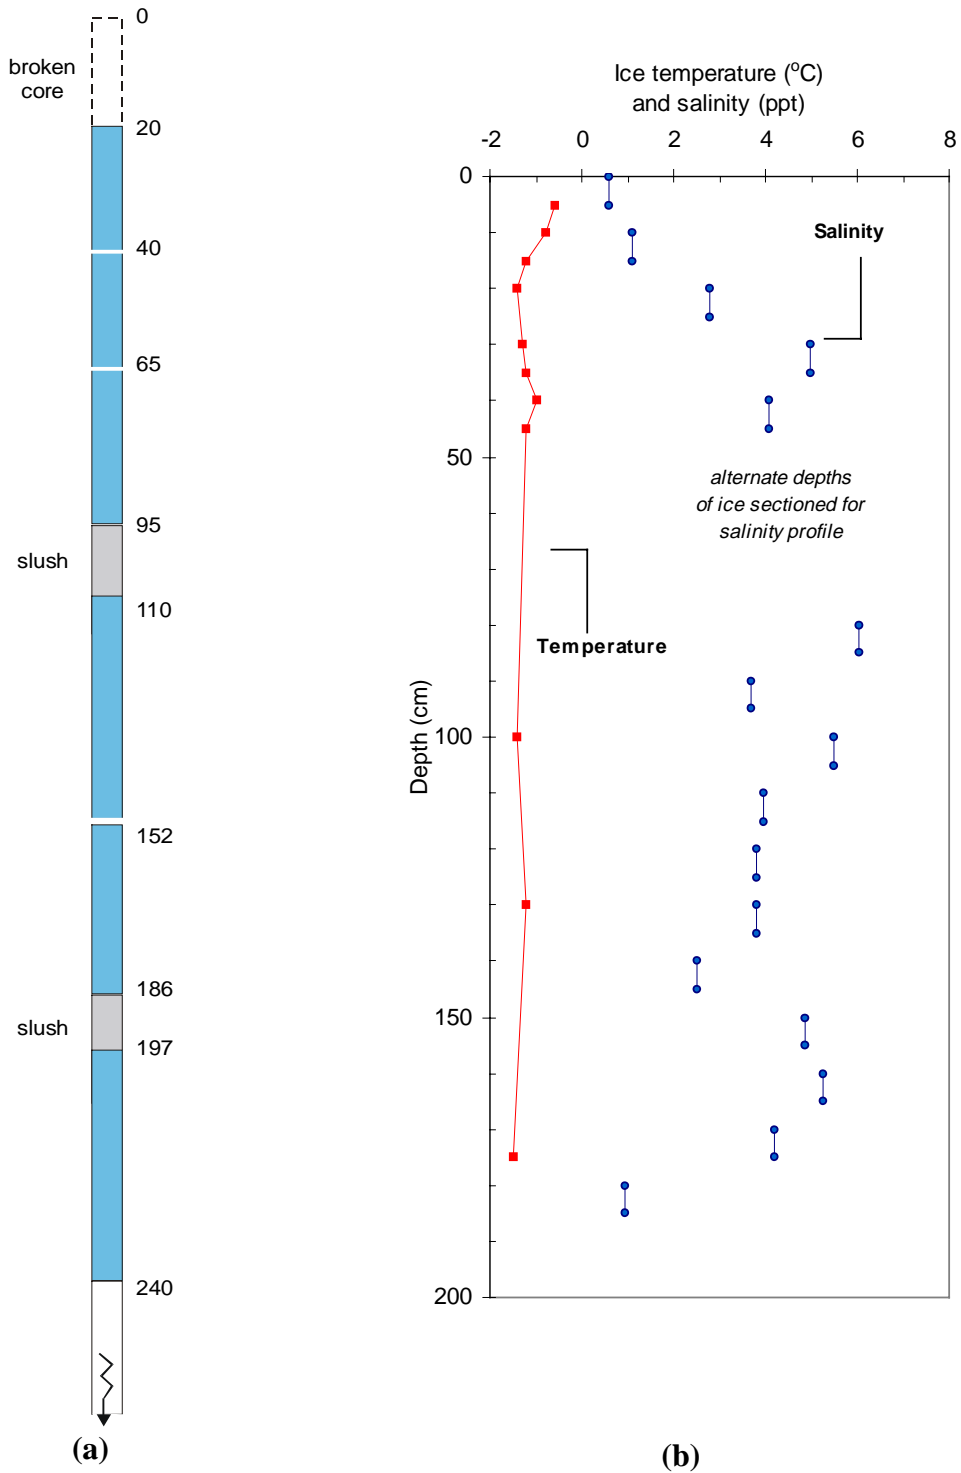 0
broken
core
20
40
65
95
slush
110
152
186
slush
197
240
(a)
Ice temperature (°C)
and salinity (ppt)
-2 0 2 4 6 8
0
50
100
150
200
Depth (cm)
Salinity
alternate depths
of ice sectioned for
salinity profile
Temperature
(b)